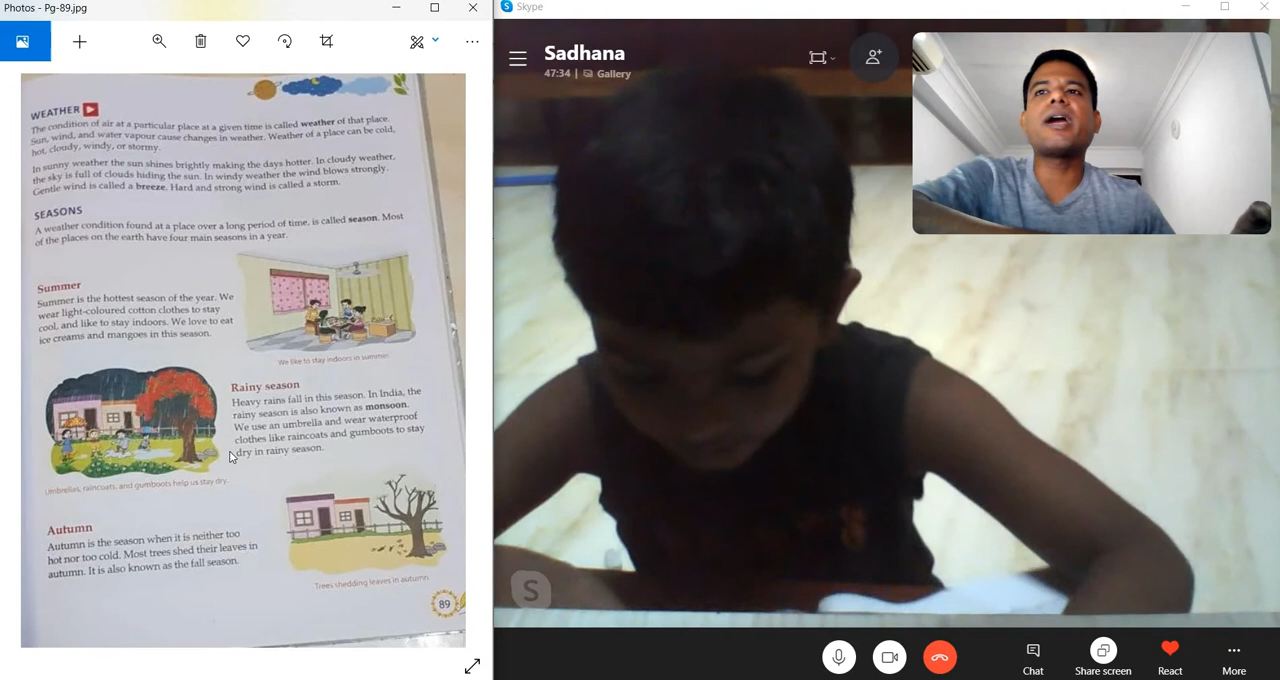 Photos - Pg-89.jpg
WEATHER
The condition of air at a particular place at a given time is called weather of that place.
Sun, wind, and water vapour cause changes in weather. Weather of a place can be cold,
hot, cloudy, windy, or stormy.
In sunny weather the sun shines brightly making the days hotter. In cloudy weather,
the sky is full of clouds hiding the sun. In windy weather the wind blows strongly.
Gentle wind is called a breeze. Hard and strong wind is called a storm.
SEASONS
A weather condition found at a place over a long period of time, is called season. Most
of the places on the earth have four main seasons in a year.
Summer
Summer is the hottest season of the year. We
wear light-coloured cotton clothes to stay
cool, and like to stay indoors. We love to eat
ice creams and mangoes in this season.
We like to stay indoors in summer.
Rainy season
Heavy rains fall in this season. In India, the
rainy season is also known as monsoon.
We use an umbrella and wear waterproof
clothes like raincoats and gumboots to stay
dry in rainy season.
Umbrellas, raincoats, and gumboots help us stay dry.
Autumn
Autumn is the season when it is neither too
hot nor too cold. Most trees shed their leaves in
autumn. It is also known as the fall season.
Trees shedding leaves in autumn.
89
S Skype
Sadhana
47:34 | Gallery
S
Chat
Share screen
React
More